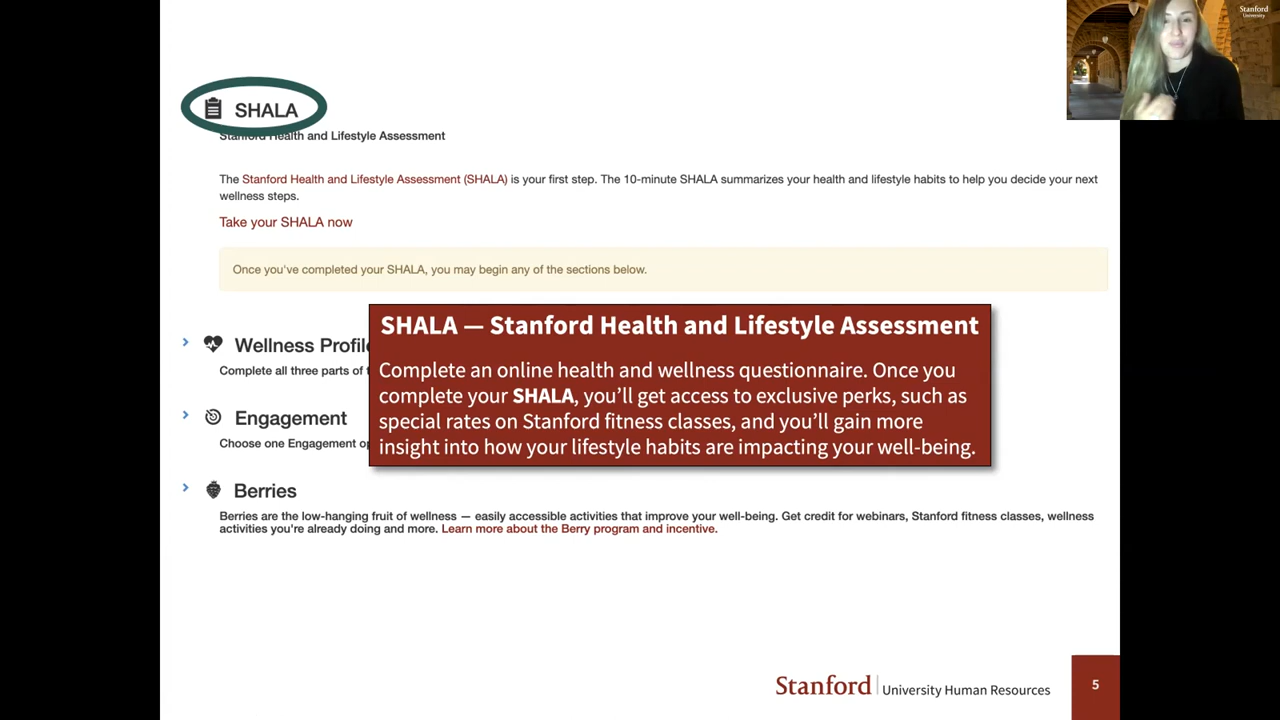 Stanford
University
SHALA
Stanford Health and Lifestyle Assessment
The Stanford Health and Lifestyle Assessment (SHALA) is your first step. The 10-minute SHALA summarizes your health and lifestyle habits to help you decide your next
wellness steps.
Take your SHALA now
Once you've completed your SHALA, you may begin any of the sections below.
SHALA — Stanford Health and Lifestyle Assessment
Complete an online health and wellness questionnaire. Once you
complete your SHALA, you’ll get access to exclusive perks, such as
special rates on Stanford fitness classes, and you’ll gain more
insight into how your lifestyle habits are impacting your well-being.
Wellness Profile
Complete all three parts of
Engagement
Choose one Engagement
Berries
Berries are the low-hanging fruit of wellness — easily accessible activities that improve your well-being. Get credit for webinars, Stanford fitness classes, wellness
activities you're already doing and more. Learn more about the Berry program and incentive.
Stanford University Human Resources
5